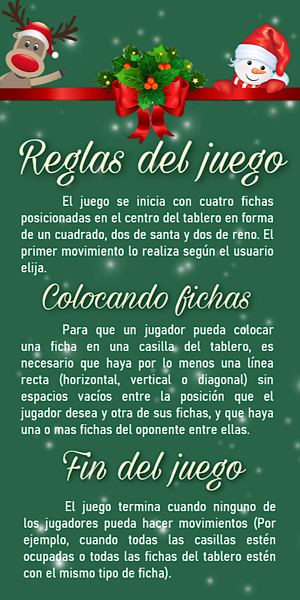 Reglas del juego
El juego se inicia con cuatro fichas
posicionadas en el centro del tablero en forma
de un cuadrado, dos de santa y dos de reno. El
primer movimiento lo realiza según el usuario
elija.
Colocando fichas
Para que un jugador pueda colocar
una ficha en una casilla del tablero, es
necesario que haya por lo menos una línea
recta (horizontal, vertical o diagonal) sin
espacios vacíos entre la posición que el
jugador desea y otra de sus fichas, y que haya
una o mas fichas del oponente entre ellas.
Fin del juego
El juego termina cuando ninguno de
los jugadores pueda hacer movimientos (Por
ejemplo, cuando todas las casillas estén
ocupadas o todas las fichas del tablero estén
con el mismo tipo de ficha).